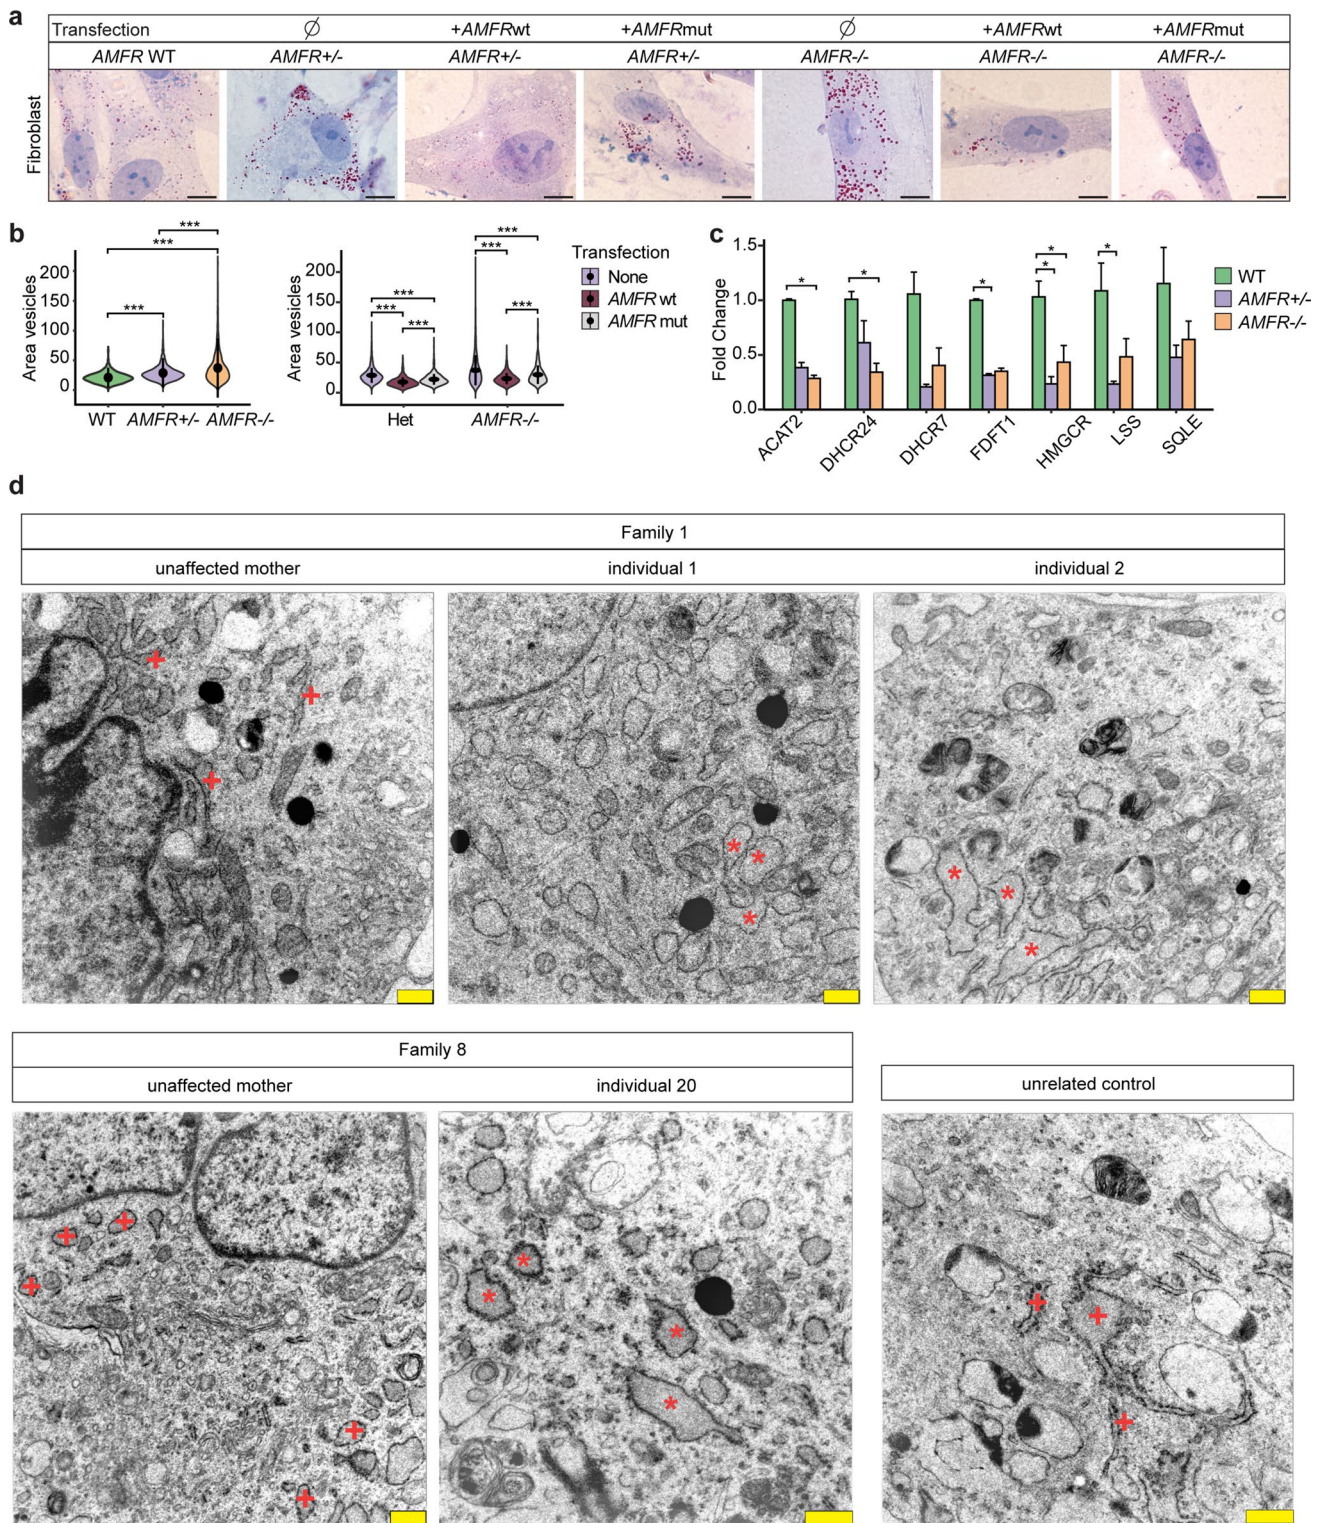 a
Transfection ∅ +AMFRwt +AMFRmut ∅ +AMFRwt +AMFRmut
AMFR WT AMFR+/- AMFR+/- AMFR+/- AMFR-/- AMFR-/- AMFR-/-
Fibroblast
b
Area vesicles
200
150
100
50
0
***
***
***
WT AMFR+/- AMFR-/-
Area vesicles
200
150
100
50
0
***
***
***
***
***
***
Het AMFR-/-
Transfection
None
AMFR wt
AMFR mut
c
Fold Change
1.5
1.0
0.5
0.0
*
*
*
*
*
*
ACAT2
DHCR24
DHCR7
FDFT1
HMGCR
LSS
SQLE
WT
AMFR+/-
AMFR-/-
d
Family 1
unaffected mother individual 1 individual 2
+
+
+
*
*
*
*
*
*
Family 8
unaffected mother individual 20 unrelated control
+
+
+
+
+
*
*
*
*
+
+
+